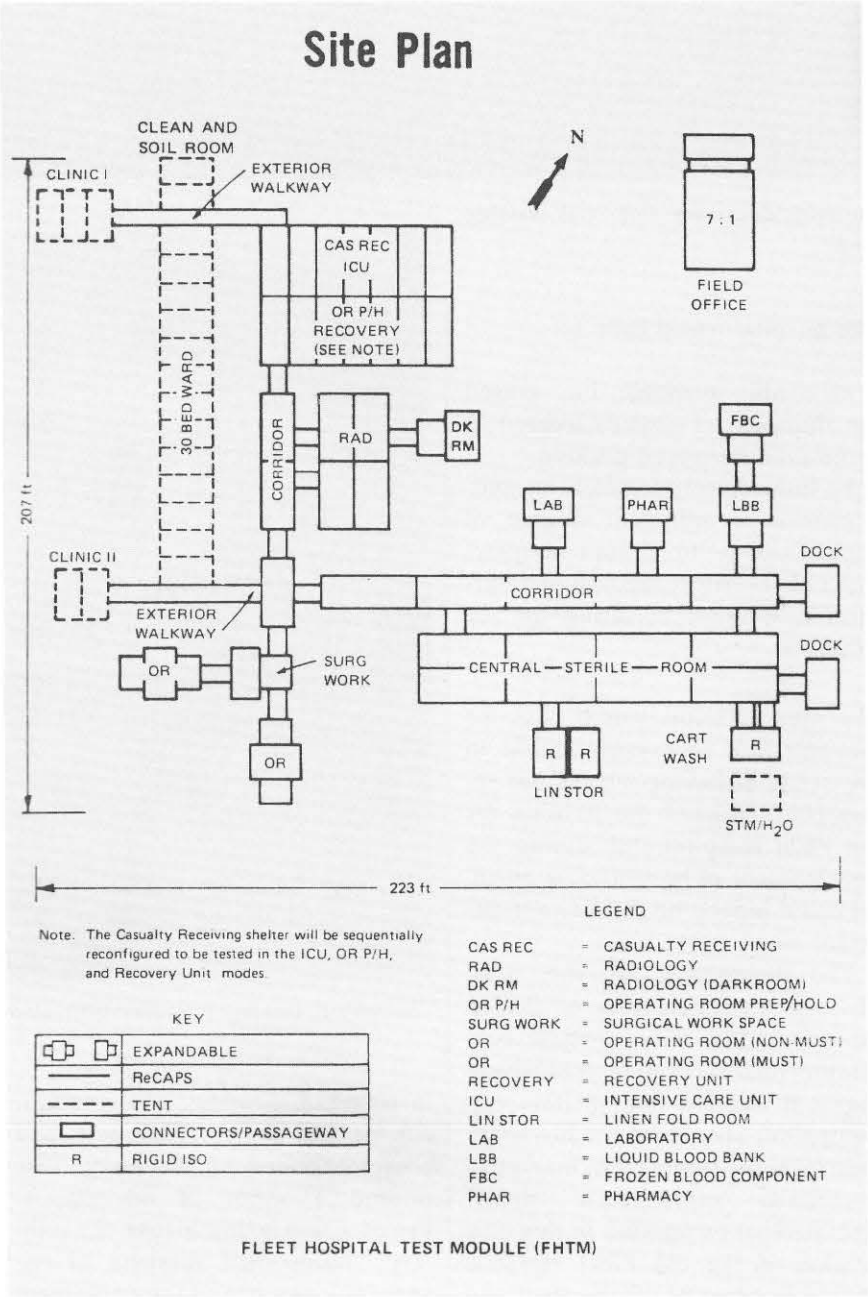 Site Plan
CLEAN AND
SOIL ROOM
CLINIC I
EXTERIOR
WALKWAY
N
7 : 1
FIELD
OFFICE
CAS REC
ICU
OR P/H
RECOVERY
(SEE NOTE)
30 BED WARD
CORRIDOR
RAD
DK
RM
FBC
207 ft
LAB
PHAR
LBB
CLINIC II
DOCK
CORRIDOR
EXTERIOR
WALKWAY
OR
SURG
WORK
CENTRAL STERILE ROOM
DOCK
OR
R
R
LIN STOR
CART
WASH
R
STM/H₂O
223 ft
Note. The Casualty Receiving shelter will be sequentially
reconfigured to be tested in the ICU, OR P/H,
and Recovery Unit modes.
KEY
EXPANDABLE
ReCAPS
TENT
CONNECTORS/PASSAGEWAY
R RIGID ISO
LEGEND
CAS REC = CASUALTY RECEIVING
RAD = RADIOLOGY
DK RM = RADIOLOGY (DARKROOM)
OR P/H = OPERATING ROOM PREP/HOLD
SURG WORK = SURGICAL WORK SPACE
OR = OPERATING ROOM (NON-MUST)
OR = OPERATING ROOM (MUST)
RECOVERY = RECOVERY UNIT
ICU = INTENSIVE CARE UNIT
LIN STOR = LINEN FOLD ROOM
LAB = LABORATORY
LBB = LIQUID BLOOD BANK
FBC = FROZEN BLOOD COMPONENT
PHAR = PHARMACY
FLEET HOSPITAL TEST MODULE (FHTM)